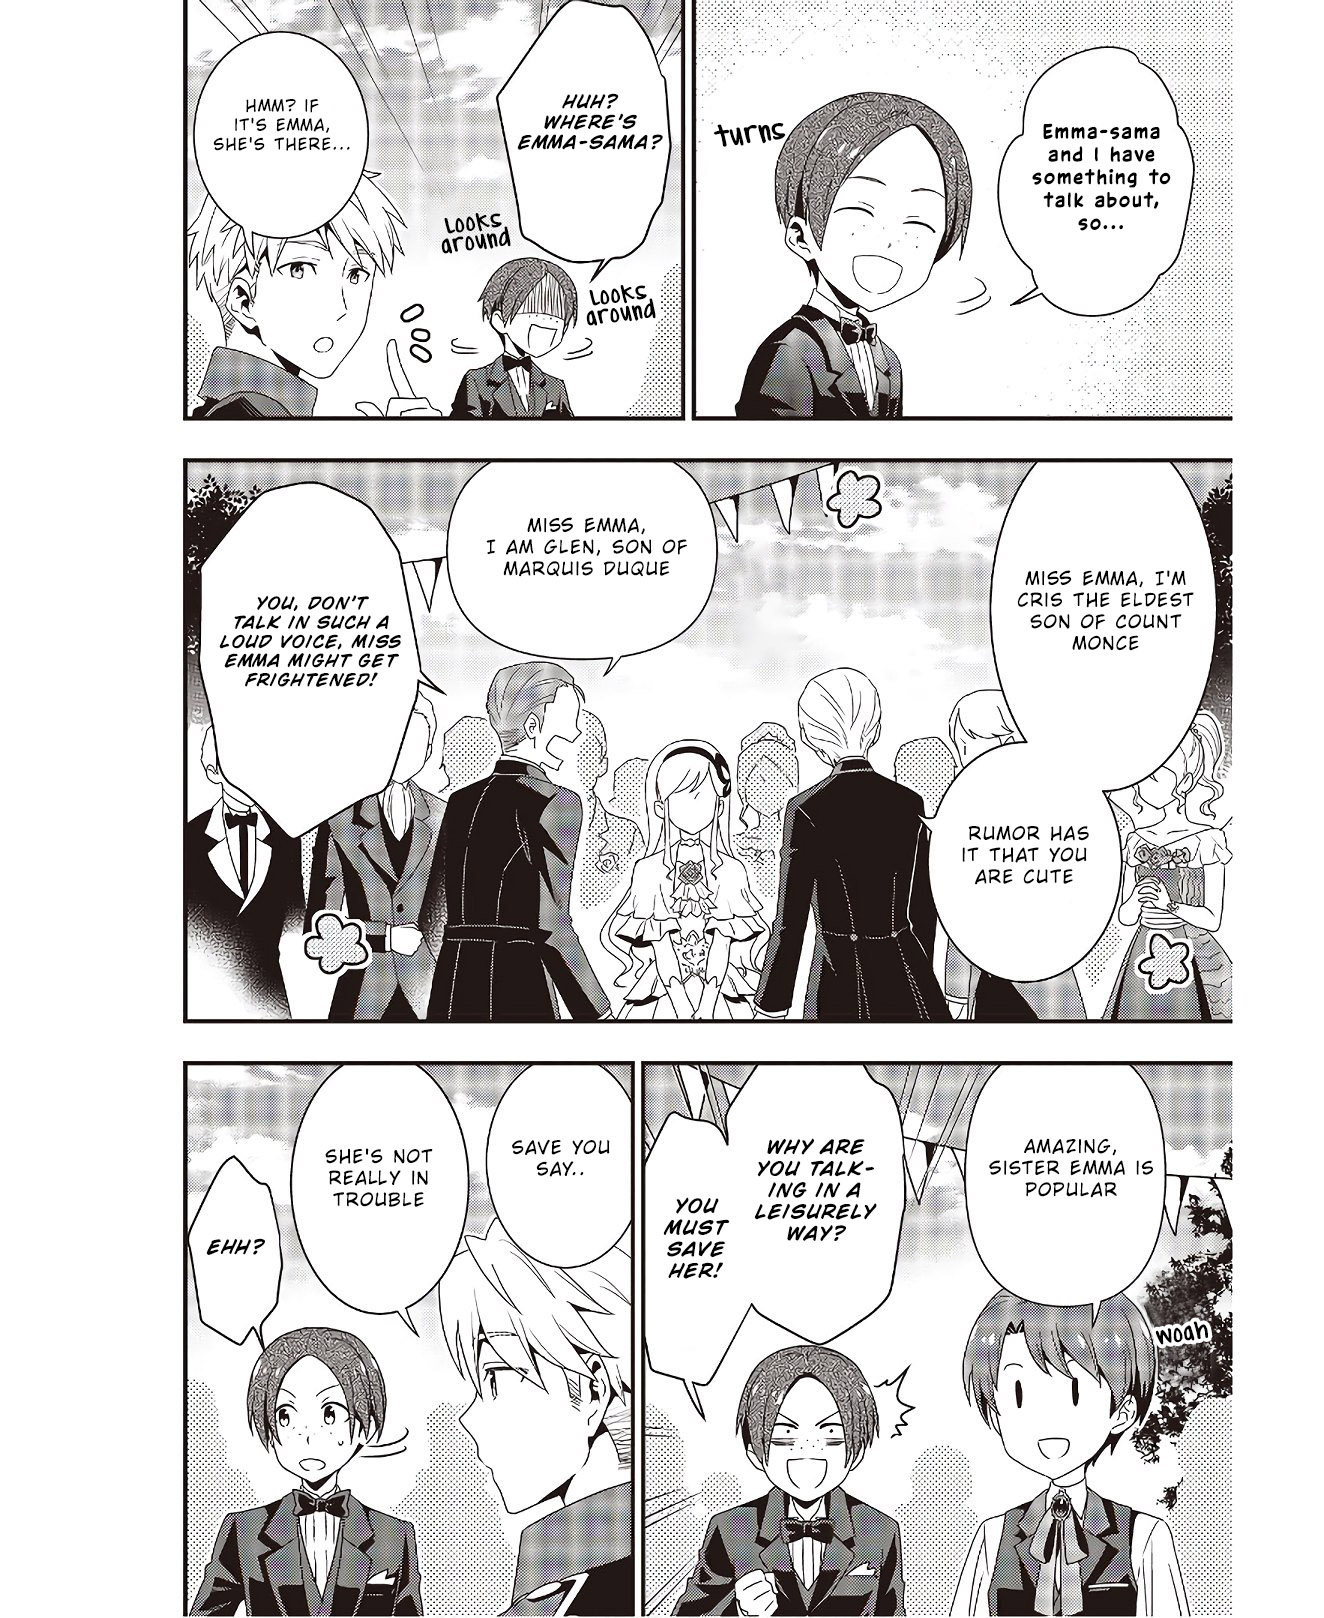 Emma-sama
and I have
something to
talk about,
so...
turns
HUH?
WHERE'S
EMMA-SAMA?
Looks
around
Looks
around
HMM? IF
IT'S EMMA,
SHE'S THERE...
MISS EMMA, I'M
CRIS THE ELDEST
SON OF COUNT
MONCE
RUMOR HAS
IT THAT YOU
ARE CUTE
MISS EMMA,
I AM GLEN, SON OF
MARQUIS DUQUE
YOU, DON'T
TALK IN SUCH A
LOUD VOICE, MISS
EMMA MIGHT GET
FRIGHTENED!
AMAZING,
SISTER EMMA IS
POPULAR
woah
WHY ARE
YOU TALK-
ING IN A
LEISURELY
WAY?
YOU
MUST
SAVE
HER!
SAVE YOU
SAY..
SHE'S NOT
REALLY IN
TROUBLE
EHH?